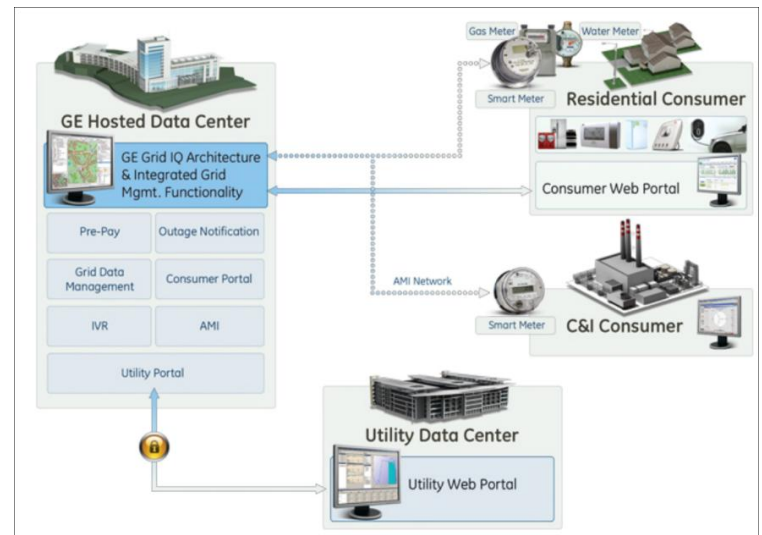 GE Hosted Data Center
GE Grid IQ Architecture
& Integrated Grid
Mgmt. Functionality
Pre-Pay
Outage Notification
Grid Data
Management
Consumer Portal
IVR
AMI
Utility Portal
Gas Meter
Water Meter
Smart Meter
Residential Consumer
Consumer Web Portal
AMI Network
Smart Meter
C&I Consumer
Utility Data Center
Utility Web Portal